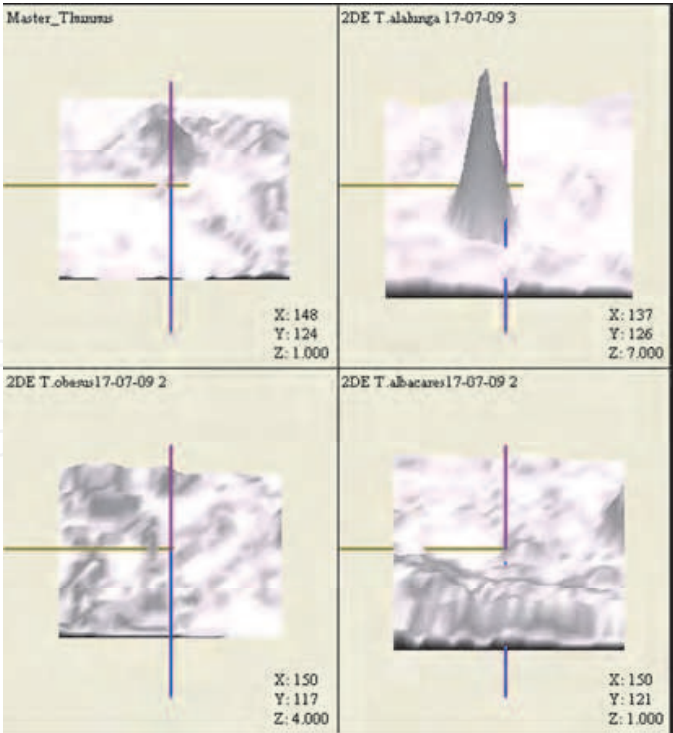 Master_Thunnus
2DE T.alalunga 17-07-09 3
X: 148
Y: 124
Z: 1.000
X: 137
Y: 126
Z: 7.000
2DE T.obesus17-07-09 2
2DE T.albacares17-07-09 2
X: 150
Y: 117
Z: 4.000
X: 150
Y: 121
Z: 1.000